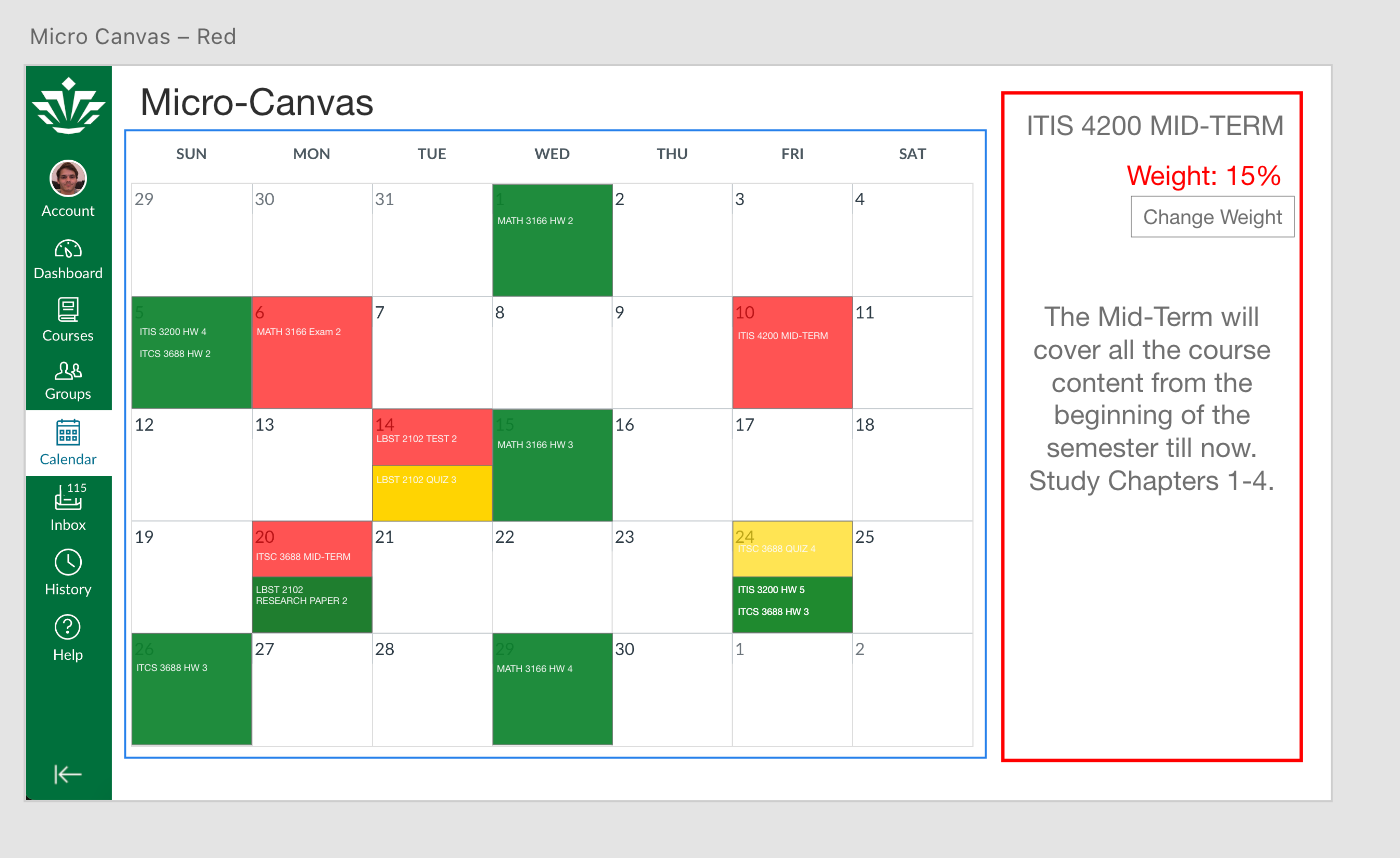 Micro Canvas – Red
Micro-Canvas
Account
Dashboard
Courses
Groups
Calendar
115
Inbox
History
Help
SUN MON TUE WED THU FRI SAT
29 30 31 1 2 3 4
MATH 3166 HW 2
5 6 7 8 9 10 11
ITIS 3200 HW 4
ITCS 3688 HW 2
MATH 3166 Exam 2
ITIS 4200 MID-TERM
12 13 14 15 16 17 18
LBST 2102 TEST 2
LBST 2102 QUIZ 3
MATH 3166 HW 3
19 20 21 22 23 24 25
ITSC 3688 MID-TERM
LBST 2102
RESEARCH PAPER 2
ITSC 3688 QUIZ 4
ITIS 3200 HW 5
ITCS 3688 HW 3
26 27 28 29 30 1 2
ITCS 3688 HW 3
MATH 3166 HW 4
ITIS 4200 MID-TERM
Weight: 15%
Change Weight
The Mid-Term will
cover all the course
content from the
beginning of the
semester till now.
Study Chapters 1-4.